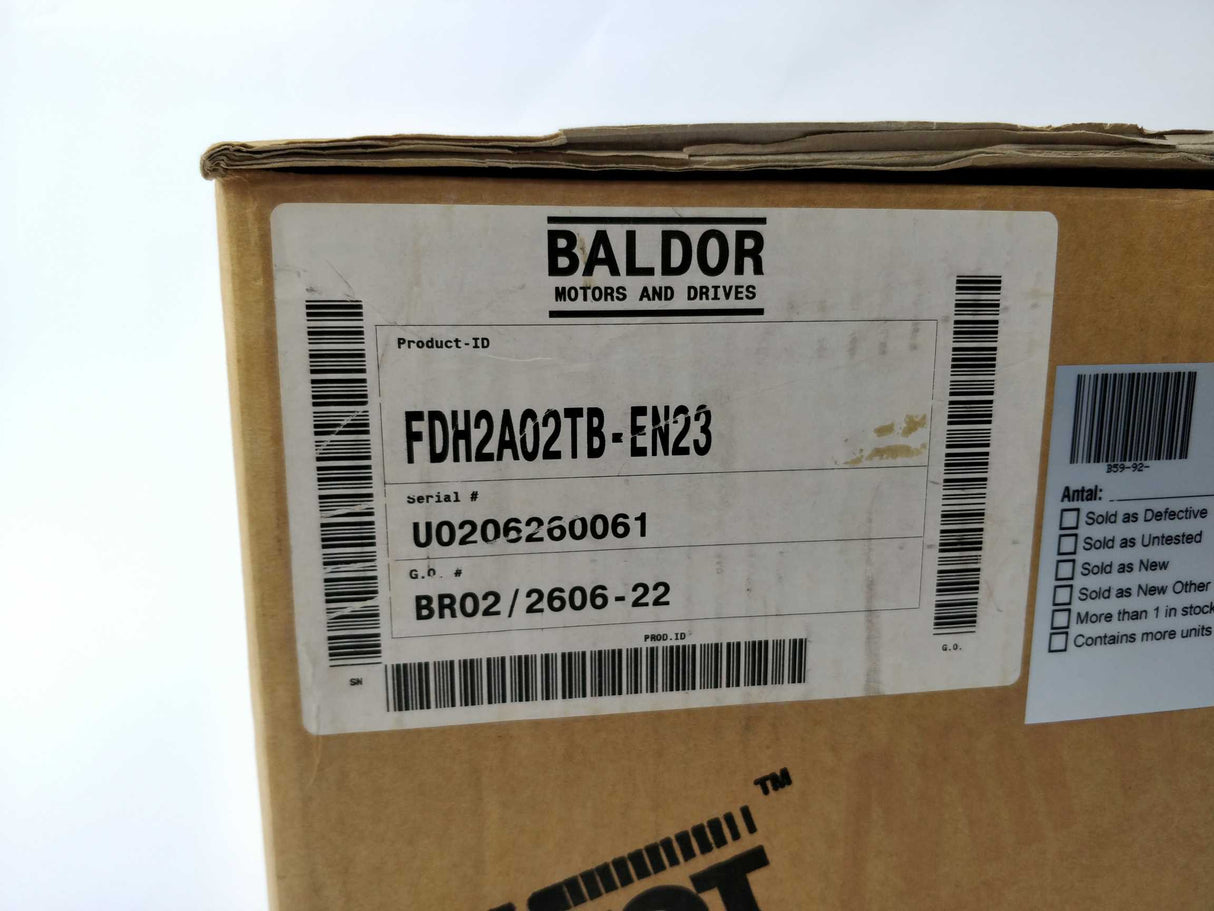 BALDOR
MOTORS AND DRIVES
Product-ID
FDH2A02TB-EN23
Serial #
U0206260061
G.O. #
BR02/2606-22
PROD.ID
SN
G.O.
B59-92-
Antal:
Sold as Defective
Sold as Untested
Sold as New
Sold as New Other
More than 1 in stock
Contains more units
TM